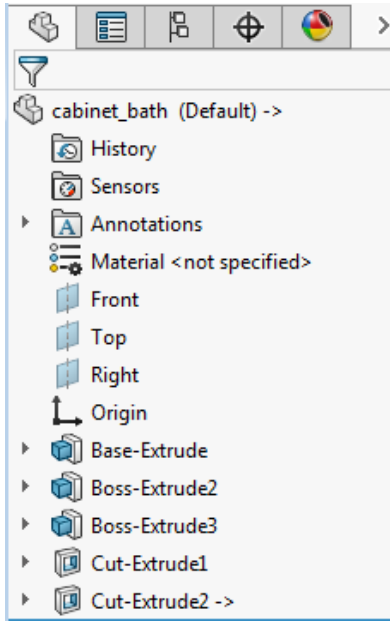 cabinet_bath (Default) ->
History
Sensors
Annotations
Material <not specified>
Front
Top
Right
Origin
Base-Extrude
Boss-Extrude2
Boss-Extrude3
Cut-Extrude1
Cut-Extrude2 ->